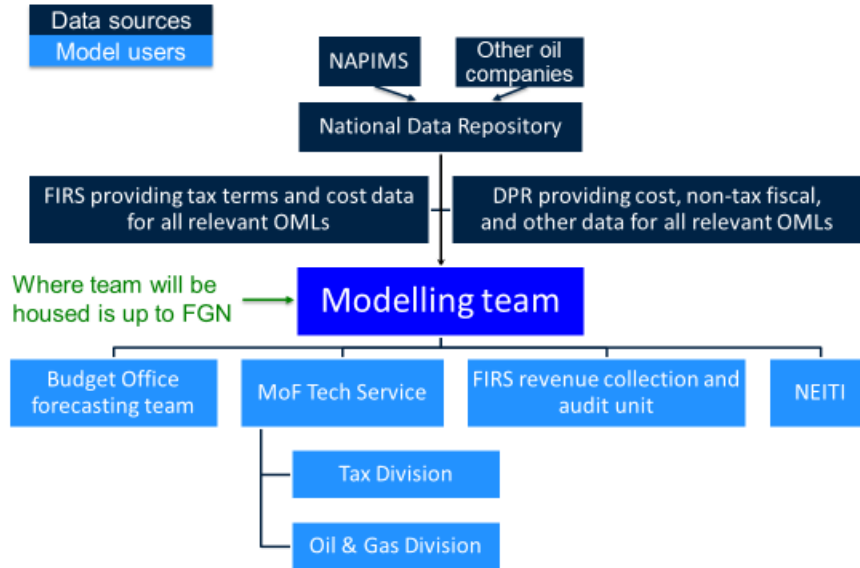 Data sources
Model users
NAPIMS
Other oil
companies
National Data Repository
FIRS providing tax terms and cost data
for all relevant OMLs
DPR providing cost, non-tax fiscal,
and other data for all relevant OMLs
Where team will be
housed is up to FGN
Modelling team
Budget Office
forecasting team
MoF Tech Service
FIRS revenue collection and
audit unit
NEITI
Tax Division
Oil & Gas Division